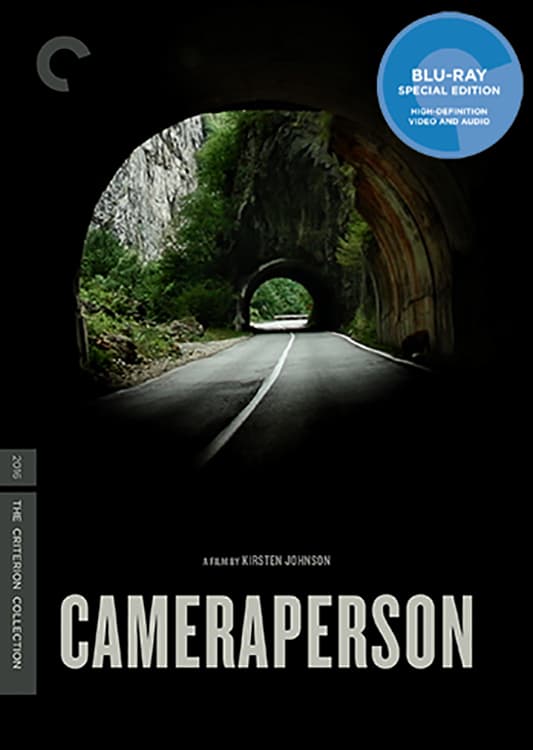 BLU-RAY
SPECIAL EDITION
HIGH-DEFINITION
VIDEO AND AUDIO
2016
THE CRITERION COLLECTION
A FILM BY KIRSTEN JOHNSON
CAMERAPERSON